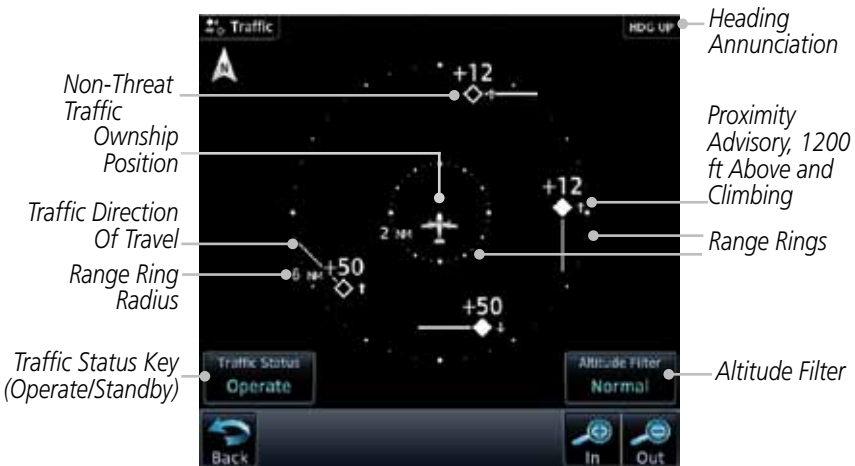 Traffic
HDG UP
Heading
Annunciation
N
+12
Non-Threat
Traffic
Ownship
Position
Proximity
Advisory, 1200
ft Above and
Climbing
+12
Traffic Direction
Of Travel
2 NM
Range Rings
Range Ring
Radius
6 NM
+50
+50
Traffic Status Key
(Operate/Standby)
Traffic Status
Operate
Altitude Filter
Normal
Altitude Filter
Back
In
Out